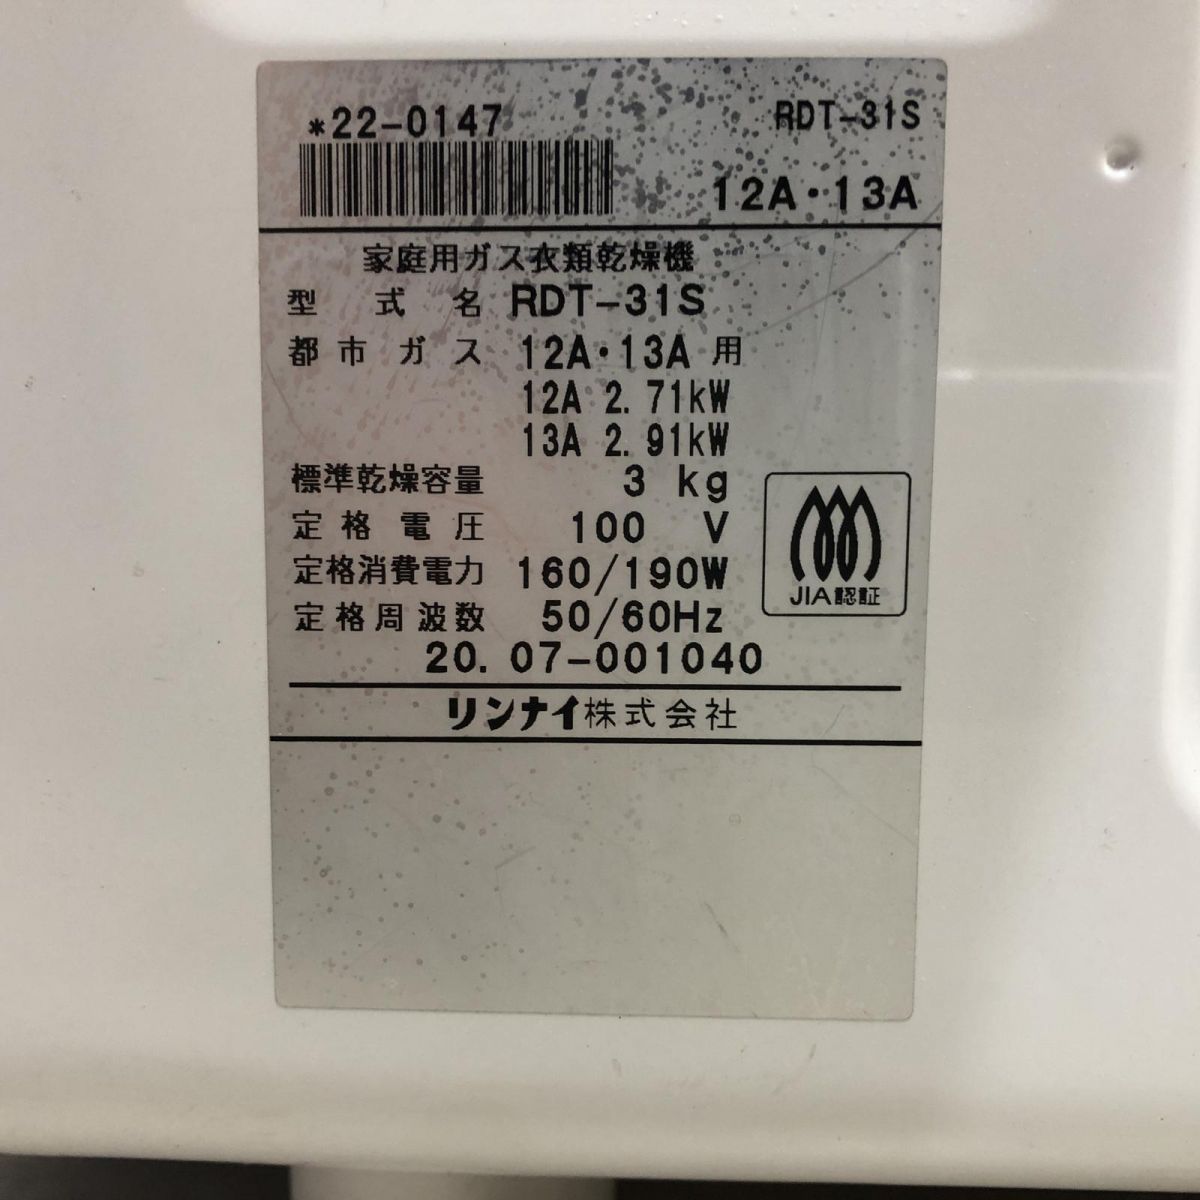 *22-0147 RDT-31S
12A・13A
家庭用ガス衣類乾燥機
型式名 RDT-31S
都市ガス 12A・13A 用
12A 2.71kW
13A 2.91kW
標準乾燥容量 3 kg
定格電圧 100 V
定格消費電力 160/190W
定格周波数 50/60Hz
JIA認証
20.07-001040
リンナイ株式会社